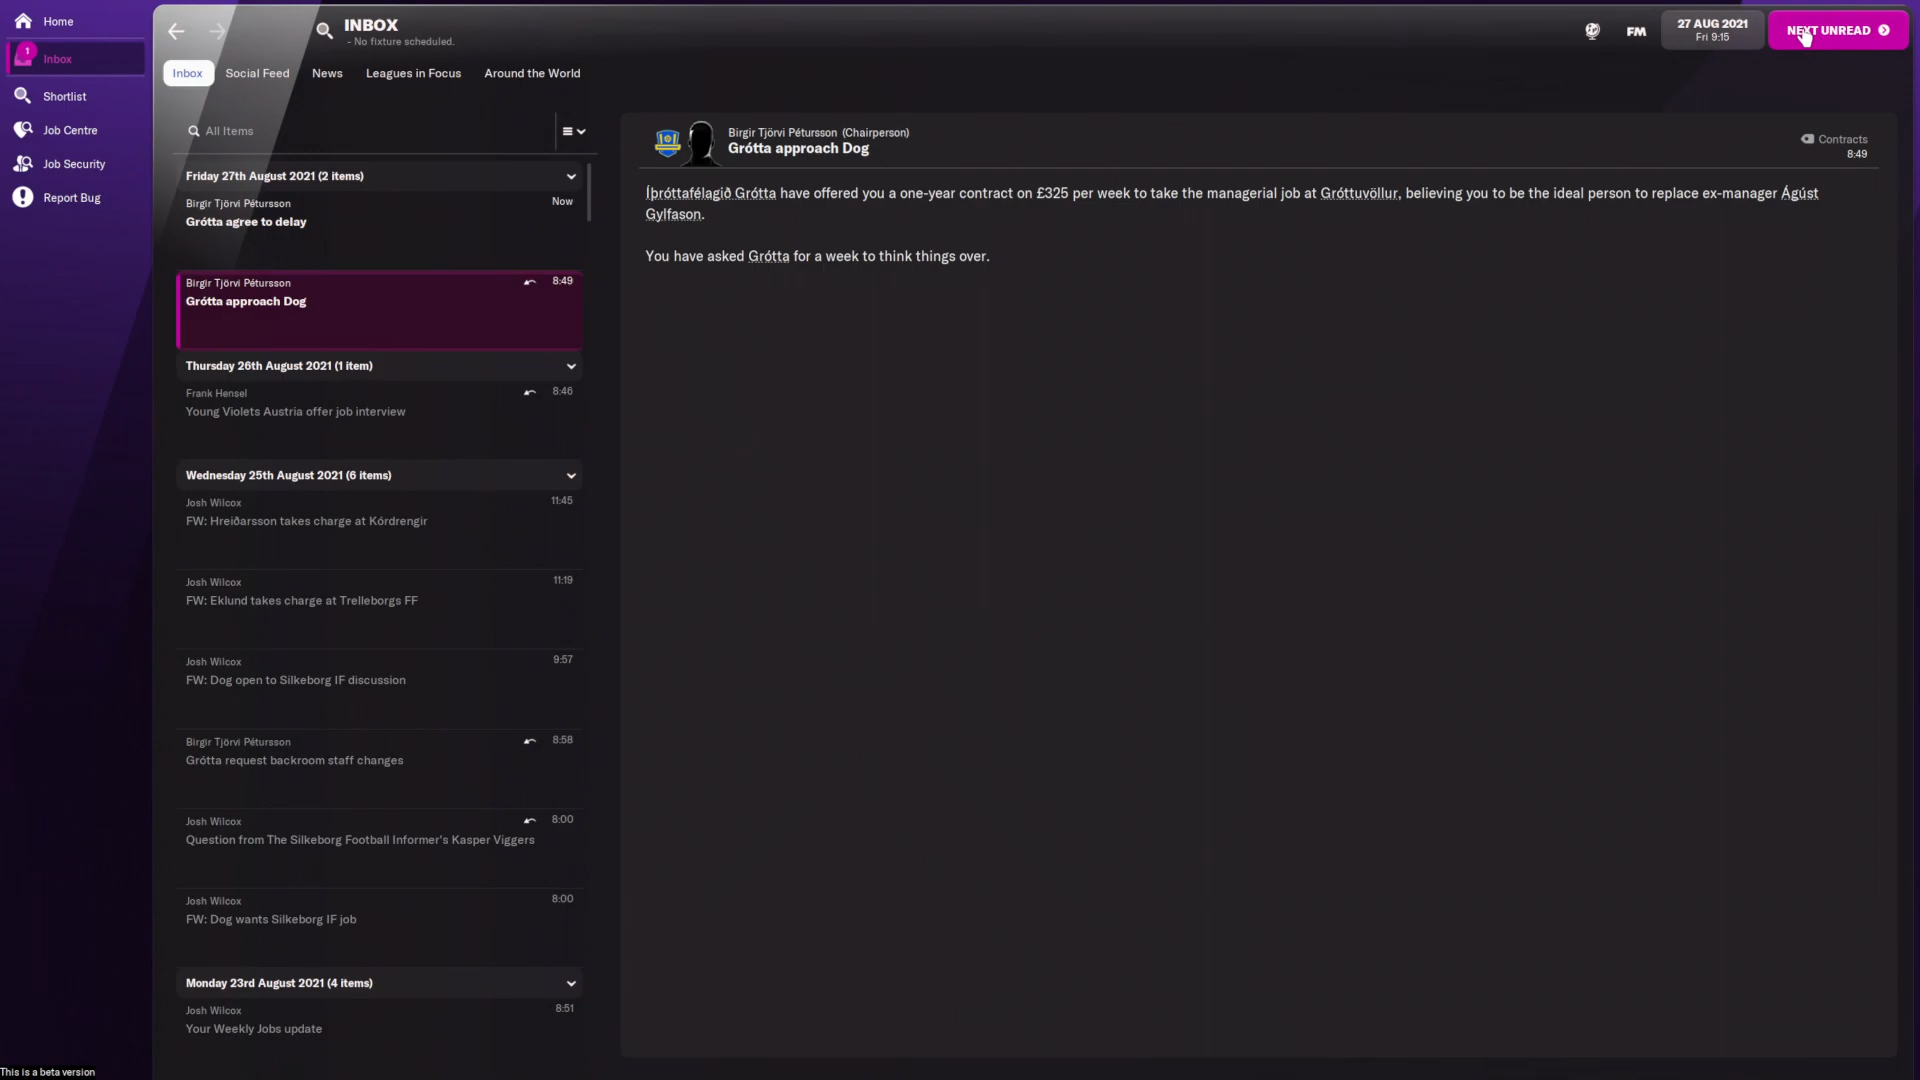 Home
1
Inbox
Shortlist
Job Centre
Job Security
Report Bug
INBOX
- No fixture scheduled.
FM
27 AUG 2021
Fri 9:15
NEXT UNREAD
Inbox
Social Feed
News
Leagues in Focus
Around the World
All Items
Friday 27th August 2021 (2 items)
Birgir Tjörvi Pétursson
Now
Grótta agree to delay
Birgir Tjörvi Pétursson
8:49
Grótta approach Dog
Thursday 26th August 2021 (1 item)
Frank Hensel
8:46
Young Violets Austria offer job interview
Wednesday 25th August 2021 (6 items)
Josh Wilcox
11:45
FW: Hreiðarsson takes charge at Kórdrengir
Josh Wilcox
11:19
FW: Eklund takes charge at Trelleborgs FF
Josh Wilcox
9:57
FW: Dog open to Silkeborg IF discussion
Birgir Tjörvi Pétursson
8:58
Grótta request backroom staff changes
Josh Wilcox
8:00
Question from The Silkeborg Football Informer's Kasper Viggers
Josh Wilcox
8:00
FW: Dog wants Silkeborg IF job
Monday 23rd August 2021 (4 items)
Josh Wilcox
8:51
Your Weekly Jobs update
Birgir Tjörvi Pétursson (Chairperson)
Grótta approach Dog
Contracts
8:49
Íþróttafélagið Grótta have offered you a one-year contract on £325 per week to take the managerial job at Gróttuvöllur, believing you to be the ideal person to replace ex-manager Ágúst
Gylfason.
You have asked Grótta for a week to think things over.
This is a beta version